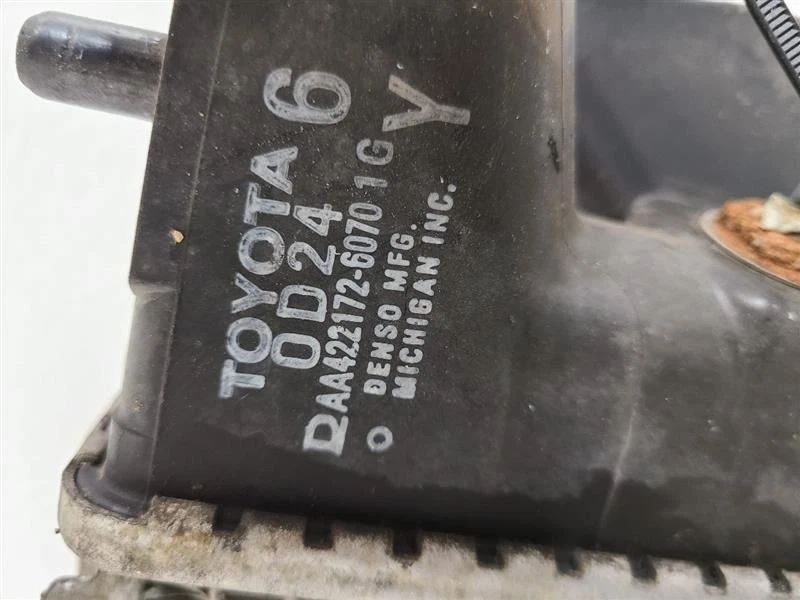 TOYOTA 6
0D24
DAA422172-6070 1G Y
DENSO MFG.
MICHIGAN INC.